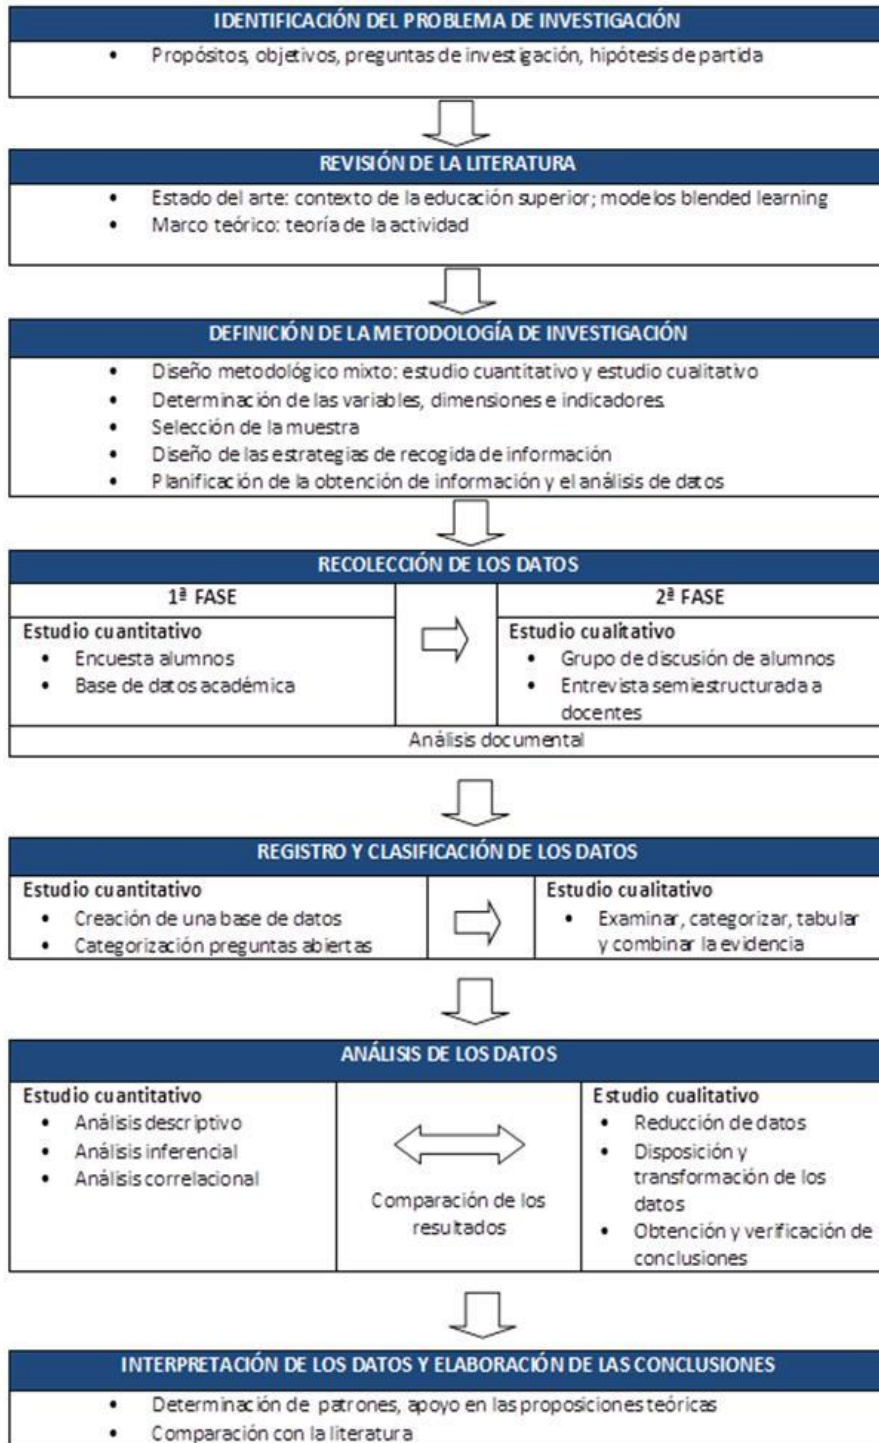 IDENTIFICACIÓN DEL PROBLEMA DE INVESTIGACIÓN
• Propósitos, objetivos, preguntas de investigación, hipótesis de partida
REVISIÓN DE LA LITERATURA
• Estado del arte: contexto de la educación superior; modelos blended learning
• Marco teórico: teoría de la actividad
DEFINICIÓN DE LA METODOLOGÍA DE INVESTIGACIÓN
• Diseño metodológico mixto: estudio cuantitativo y estudio cualitativo
• Determinación de las variables, dimensiones e indicadores.
• Selección de la muestra
• Diseño de las estrategias de recogida de información
• Planificación de la obtención de información y el análisis de datos
RECOLECCIÓN DE LOS DATOS
1ª FASE
Estudio cuantitativo
• Encuesta alumnos
• Base de datos académica
2ª FASE
Estudio cualitativo
• Grupo de discusión de alumnos
• Entrevista semiestructurada a
docentes
Análisis documental
REGISTRO Y CLASIFICACIÓN DE LOS DATOS
Estudio cuantitativo
• Creación de una base de datos
• Categorización preguntas abiertas
Estudio cualitativo
• Examinar, categorizar, tabular
y combinar la evidencia
ANÁLISIS DE LOS DATOS
Estudio cuantitativo
• Análisis descriptivo
• Análisis inferencial
• Análisis correlacional
Comparación de los
resultados
Estudio cualitativo
• Reducción de datos
• Disposición y
transformación de los
datos
• Obtención y verificación de
conclusiones
INTERPRETACIÓN DE LOS DATOS Y ELABORACIÓN DE LAS CONCLUSIONES
• Determinación de patrones, apoyo en las proposiciones teóricas
• Comparación con la literatura